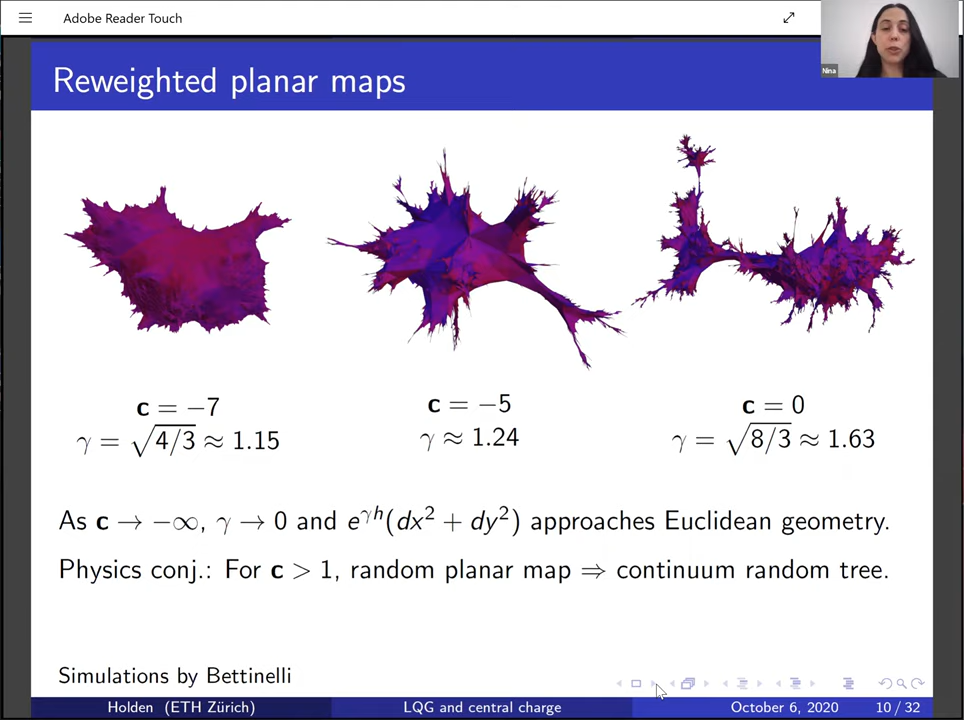 Adobe Reader Touch
Nina
Reweighted planar maps
c = −7
γ = √4/3 ≈ 1.15
c = −5
γ ≈ 1.24
c = 0
γ = √8/3 ≈ 1.63
As c → −∞, γ → 0 and e^{γh}(dx² + dy²) approaches Euclidean geometry.
Physics conj.: For c > 1, random planar map ⇒ continuum random tree.
Simulations by Bettinelli
Holden (ETH Zürich) LQG and central charge October 6, 2020 10 / 32